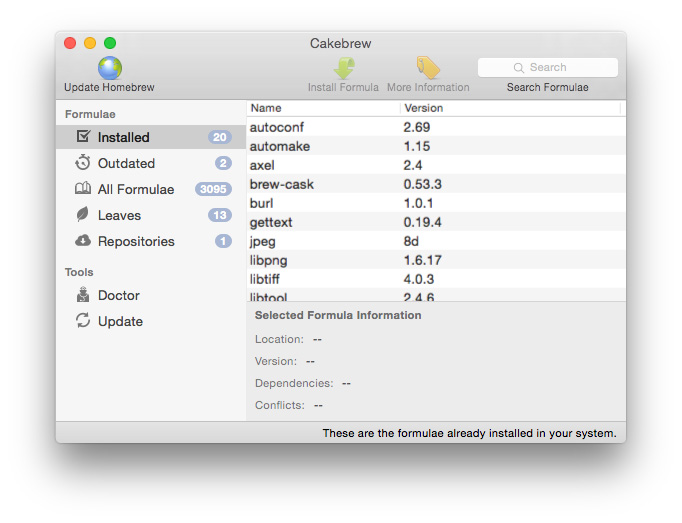 Cakebrew
Update Homebrew
Install Formula
More Information
Search
Search Formulae
Formulae
Installed 20
Outdated 2
All Formulae 3095
Leaves 13
Repositories 1
Tools
Doctor
Update
Name Version
autoconf 2.69
automake 1.15
axel 2.4
brew-cask 0.53.3
burl 1.0.1
gettext 0.19.4
jpeg 8d
libpng 1.6.17
libtiff 4.0.3
libtool 2.4.6
Selected Formula Information
Location: --
Version: --
Dependencies: --
Conflicts: --
These are the formulae already installed in your system.